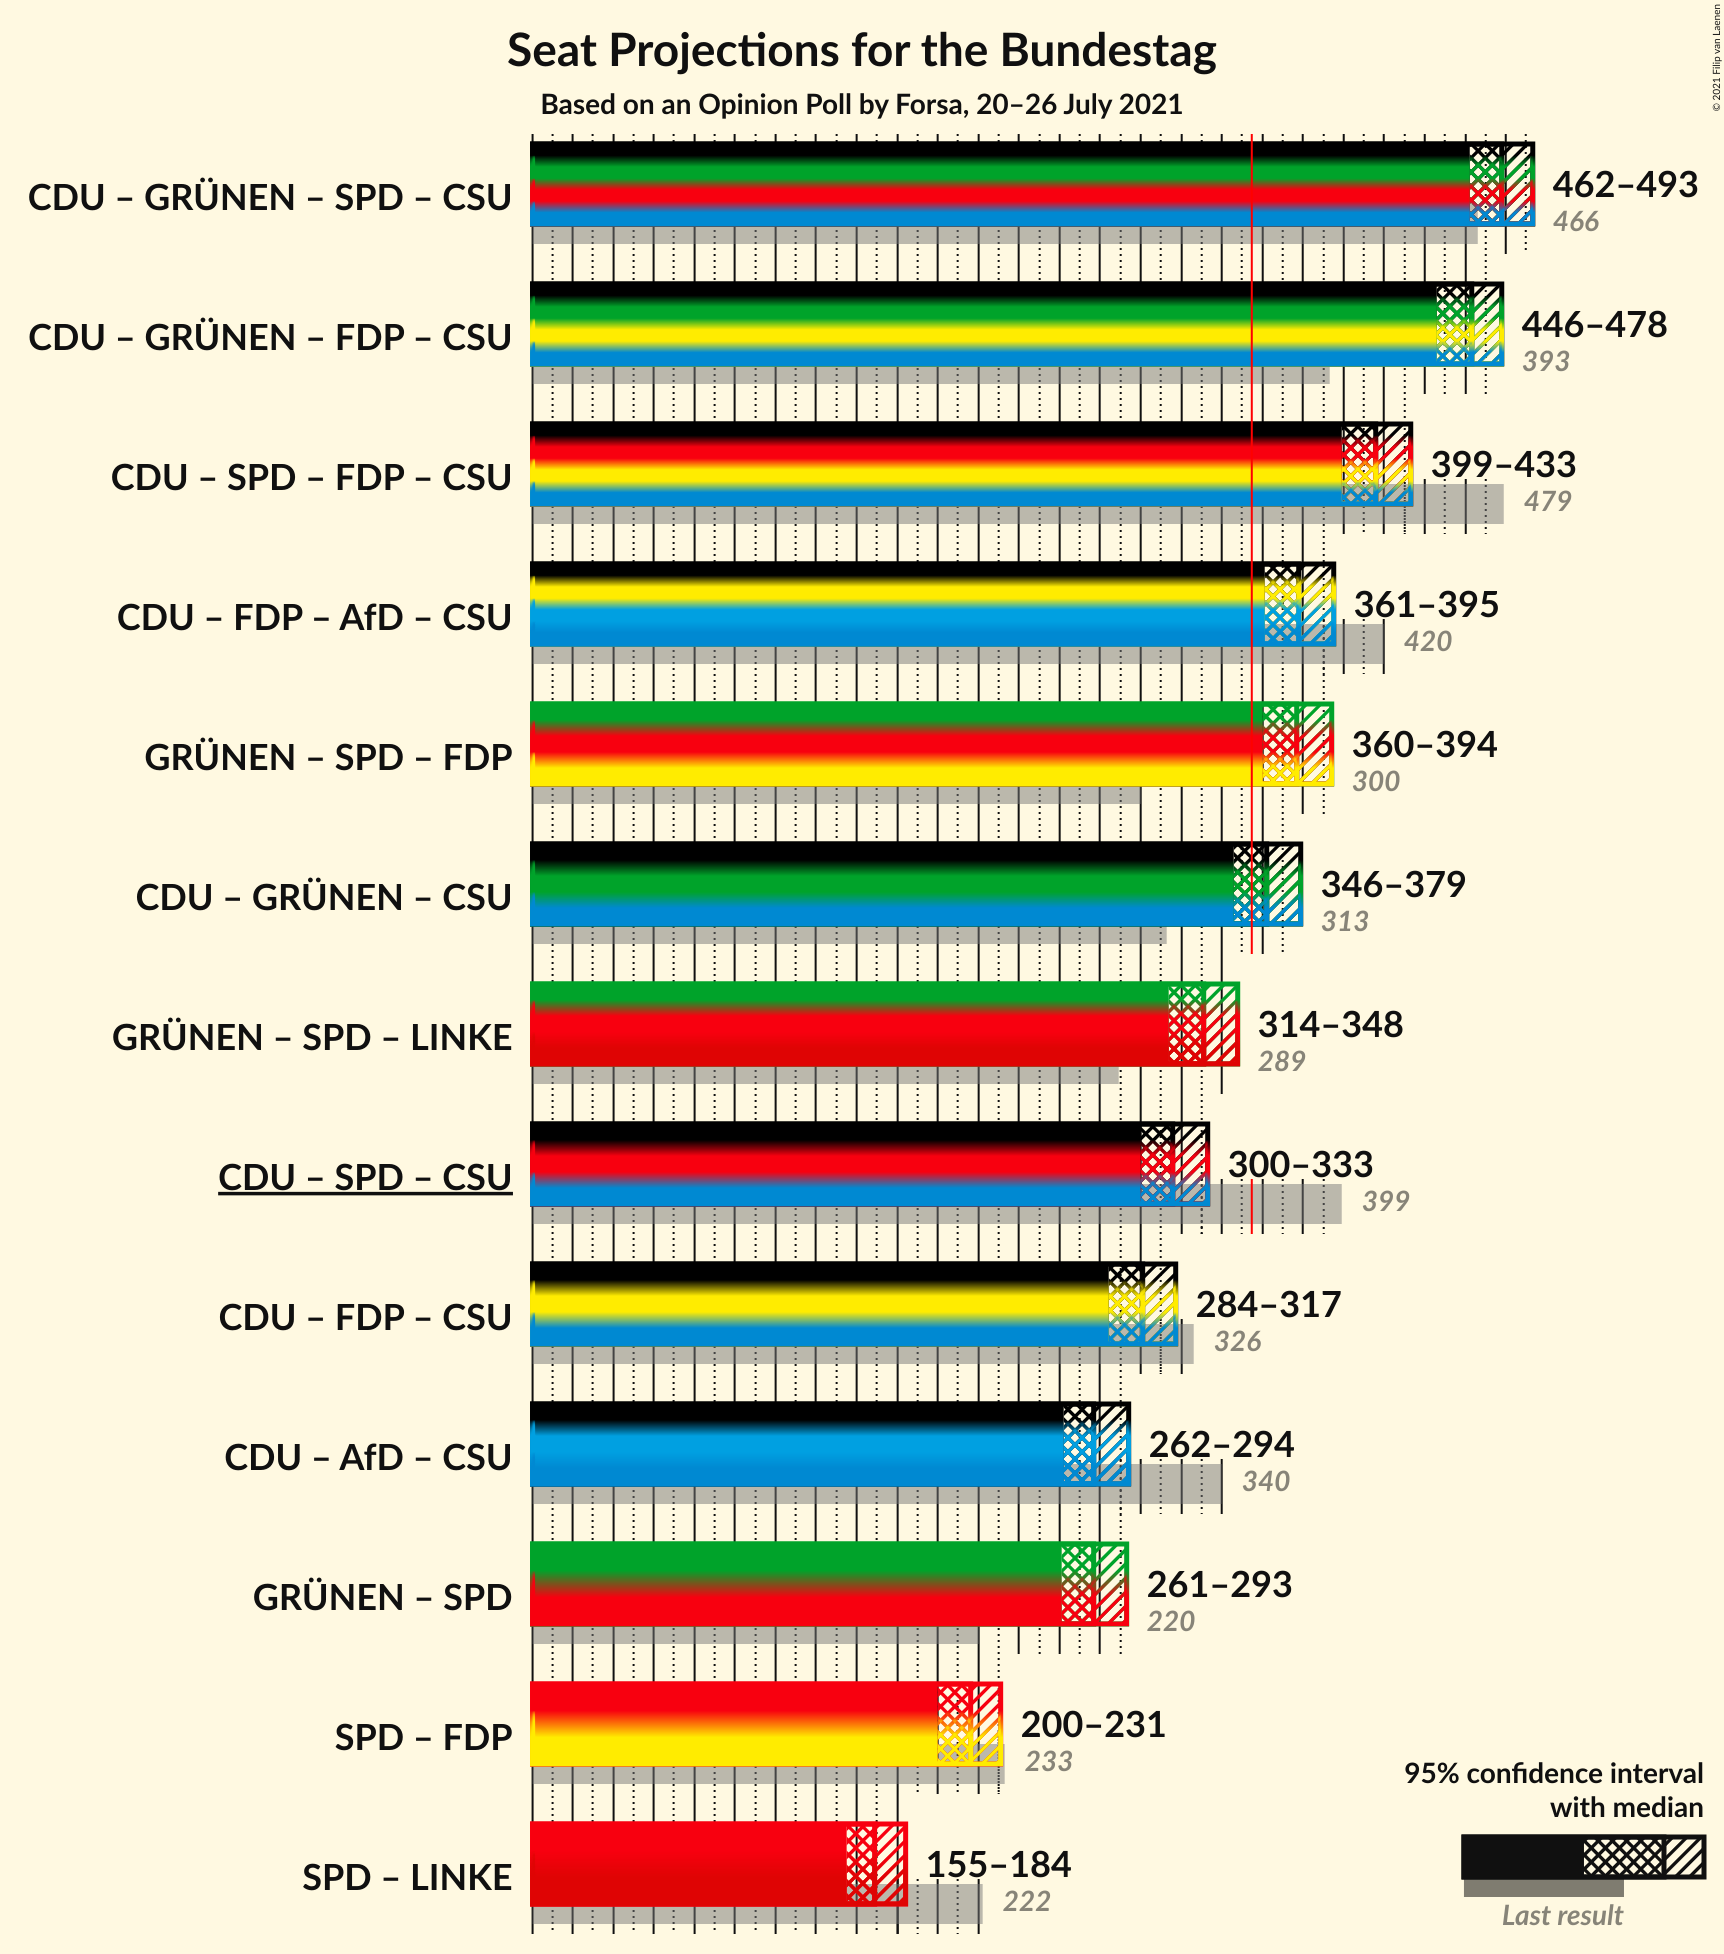 Seat Projections for the Bundestag
Based on an Opinion Poll by Forsa, 20–26 July 2021
© 2021 Filip van Laenen
CDU – GRÜNEN – SPD – CSU
462–493
466
CDU – GRÜNEN – FDP – CSU
446–478
393
CDU – SPD – FDP – CSU
399–433
479
CDU – FDP – AfD – CSU
361–395
420
GRÜNEN – SPD – FDP
360–394
300
CDU – GRÜNEN – CSU
346–379
313
GRÜNEN – SPD – LINKE
314–348
289
CDU – SPD – CSU
300–333
399
CDU – FDP – CSU
284–317
326
CDU – AfD – CSU
262–294
340
GRÜNEN – SPD
261–293
220
SPD – FDP
200–231
233
SPD – LINKE
155–184
222
95% confidence interval
with median
Last result